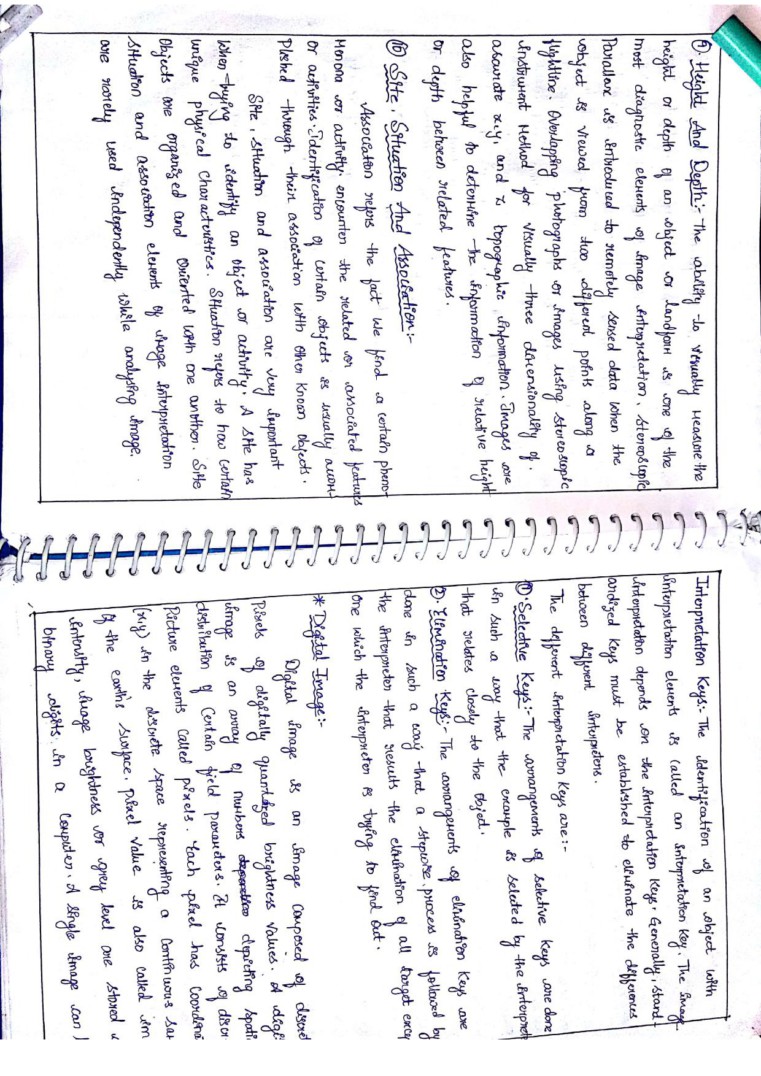 9). Height And Depth:- The ability to visually measure the
height or depth of an object or landform is one of the
most diagnostic elements of image interpretation. Stereoscopic
Parallax is introduced to remotely sensed data when the
object is viewed from two different points along a
flightline. Overlapping photographs or images using stereoscopic
instrument Method for visually three dimensionality of.
accurate x,y, and z topographic information. Images are
also helpful to determine the information of relative height
or depth between related features.
10 Site, Situation And Association:-
Association refers the fact we find a certain pheno-
Menona or activity encounter the related or associated features
or activities. Identification of certain objects is usually accom-
Plished through their association with other known objects.
Site, situation and association are very important
When trying to identify an object or activity. A site has
unique physical characteristics. Situation refers to how certain
Objects are organised and oriented with one another. Site
situation and association elements of image interpretation
are rarely used independently while analysing image.
Interpretation Keys:- The identification of an object with
interpretation elements is called an interpretation key. The image
interpretation depends on the interpretation keys. Generally, stand-
ardized keys must be established to eliminate the differences
between different interpreters.
The different interpretation keys are:-
1) Selective Keys:- The arrangements of selective keys are done
in such a way that the example is selected by the interpret
that relates closely to the object.
2). Elimination Keys:- The arrangements of elimination keys are
done in such a way that a stepwise process is followed by
the interpreter that results the elimination of all target excp
one which the interpreter is trying to find out.
* Digital Image:-
Digital image is an image composed of discret
Pixels of digitally quantized brightness values. A digi
image is an array of numbers depicting spati
distribution of certain field parameters. It consists of discr
Picture elements called pixels. Each pixel has coordina
(x,y) in the discrete space representing a continuous sa
of the earth's surface. Pixel value is also called im
intensity, image brightness or grey level are stored
binary digits in a computer. A single image can